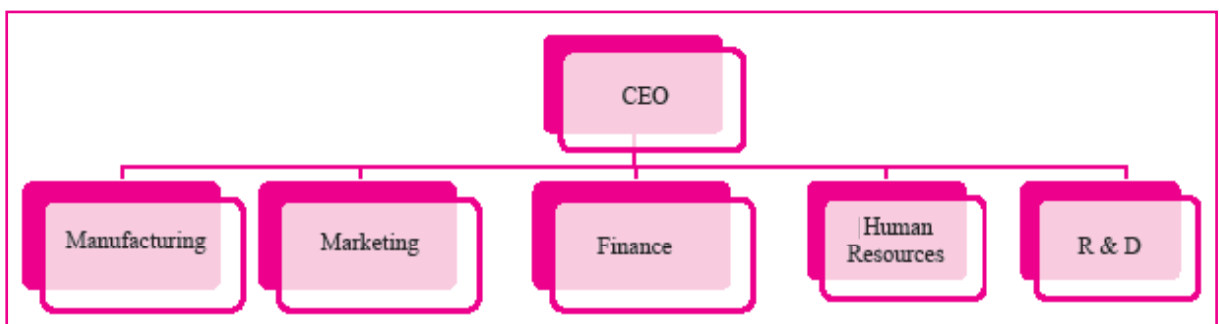 CEO
Manufacturing
Marketing
Finance
Human
Resources
R & D